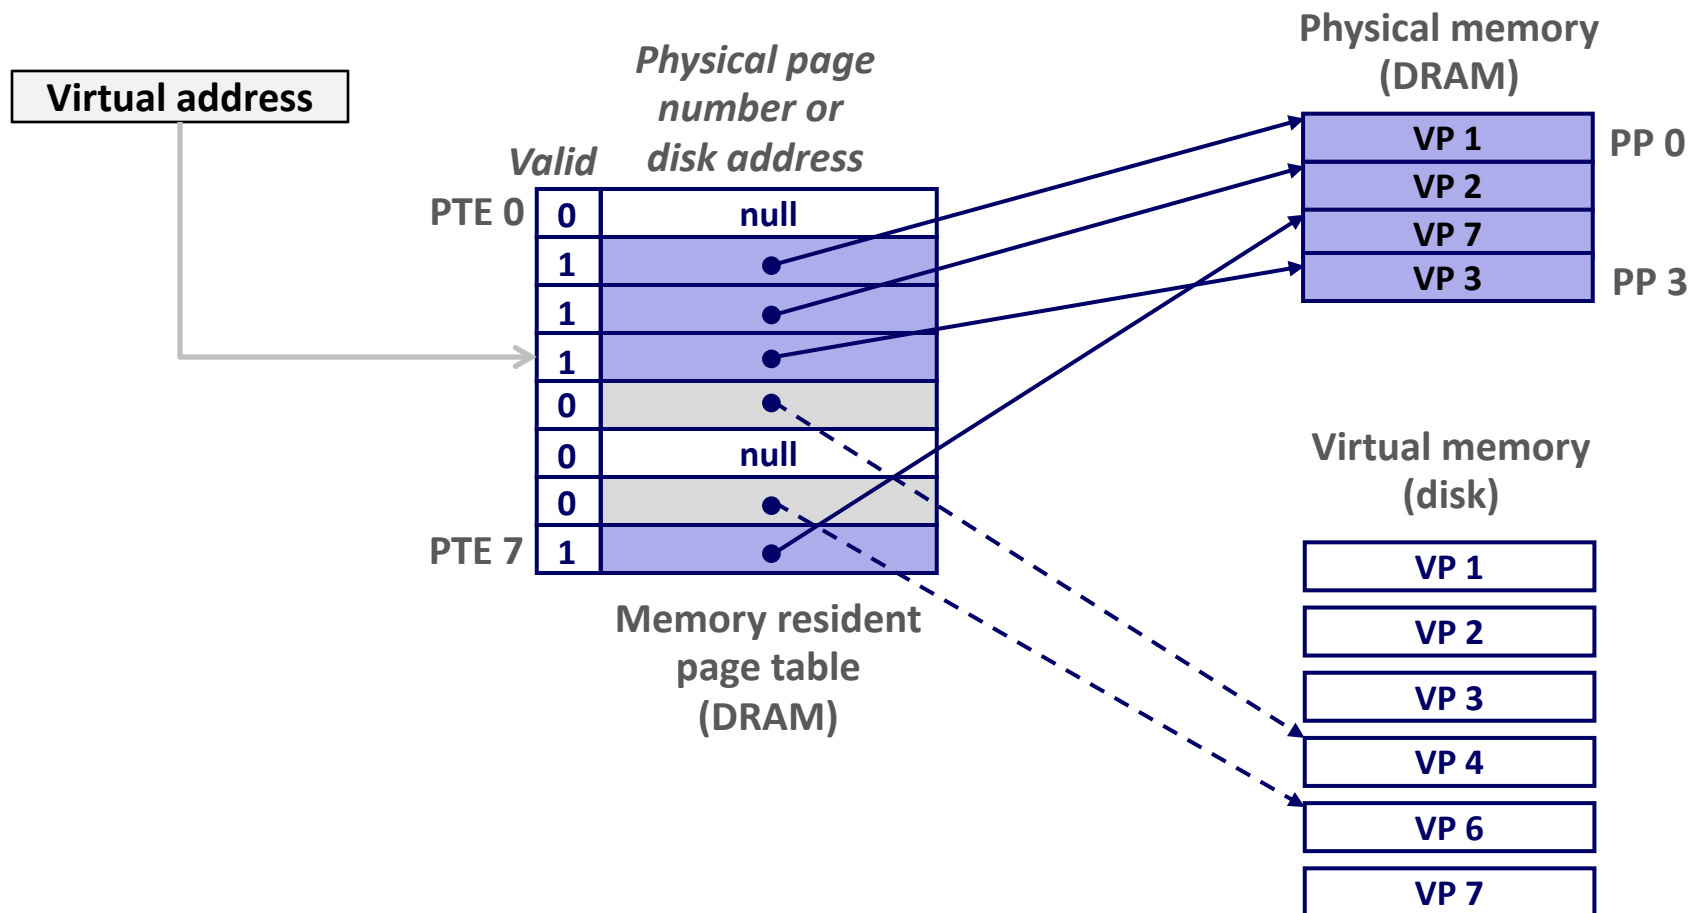 Virtual address
Physical page
number or
disk address
Valid
PTE 0
0
null
1
1
1
0
0
null
0
PTE 7
1
Memory resident
page table
(DRAM)
Physical memory
(DRAM)
VP 1
PP 0
VP 2
VP 7
VP 3
PP 3
Virtual memory
(disk)
VP 1
VP 2
VP 3
VP 4
VP 6
VP 7